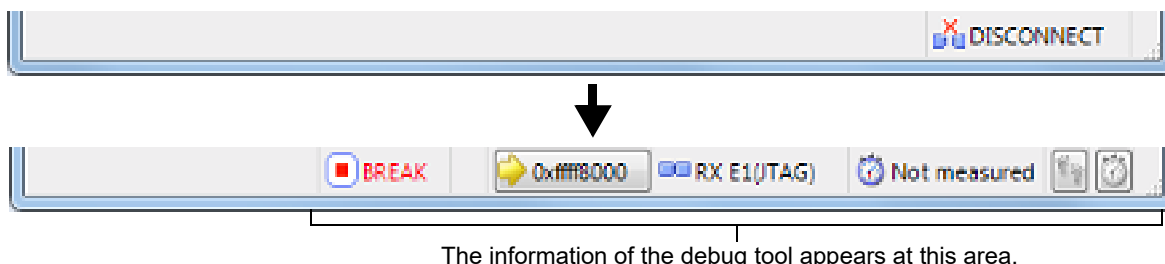 DISCONNECT
BREAK 0xffff8000 RX E1(JTAG) Not measured
The information of the debug tool appears at this area.